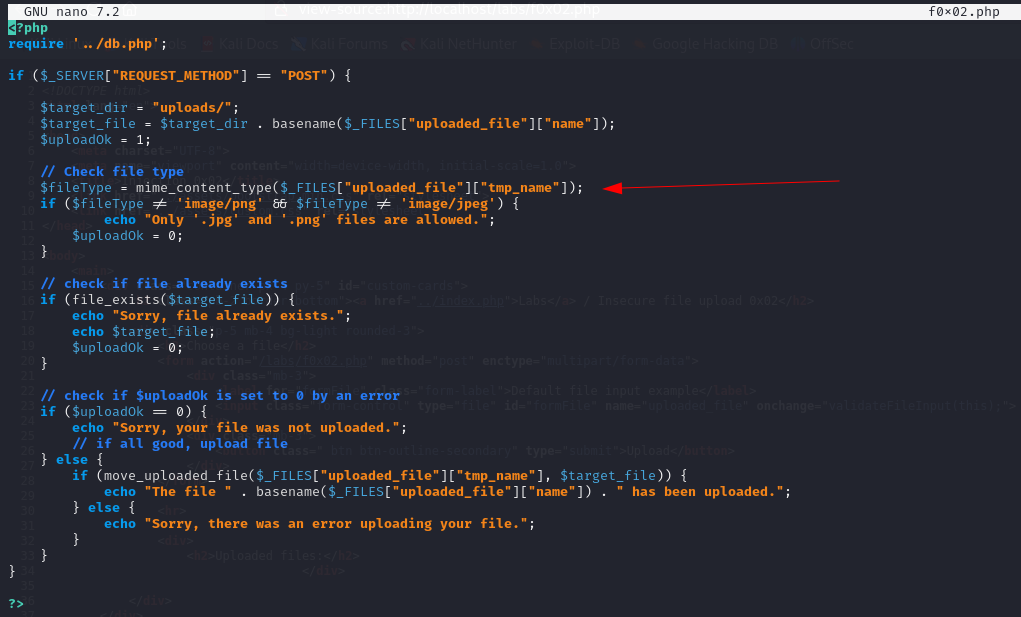 GNU nano 7.2 f0×02.php
<?php
require '../db.php';
if ($_SERVER["REQUEST_METHOD"] == "POST") {
$target_dir = "uploads/";
$target_file = $target_dir . basename($_FILES["uploaded_file"]["name"]);
$uploadOk = 1;
// Check file type
$fileType = mime_content_type($_FILES["uploaded_file"]["tmp_name"]);
if ($fileType != 'image/png' && $fileType != 'image/jpeg') {
echo "Only '.jpg' and '.png' files are allowed.";
$uploadOk = 0;
}
// check if file already exists
if (file_exists($target_file)) {
echo "Sorry, file already exists.";
echo $target_file;
$uploadOk = 0;
}
// check if $uploadOk is set to 0 by an error
if ($uploadOk == 0) {
echo "Sorry, your file was not uploaded.";
// if all good, upload file
} else {
if (move_uploaded_file($_FILES["uploaded_file"]["tmp_name"], $target_file)) {
echo "The file " . basename($_FILES["uploaded_file"]["name"]) . " has been uploaded.";
} else {
echo "Sorry, there was an error uploading your file.";
}
}
}
?>